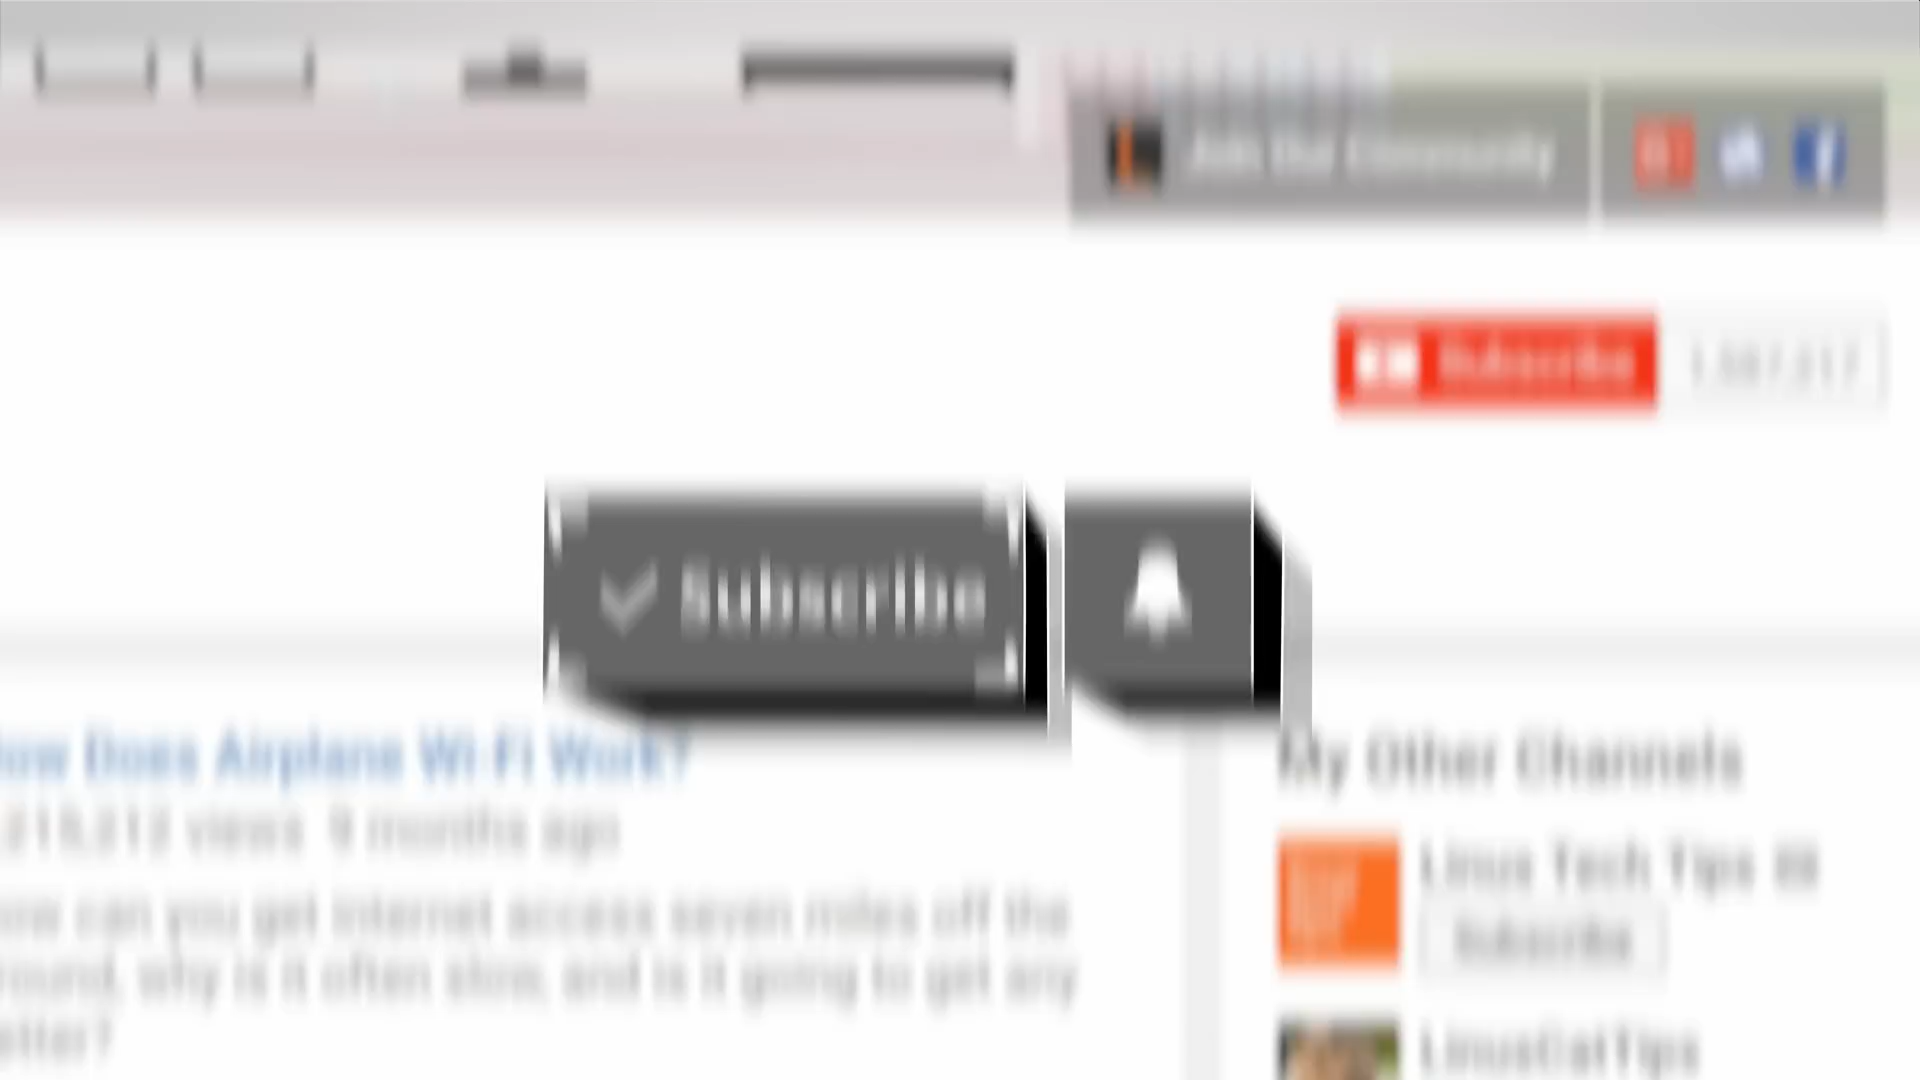 Join the Community
Subscribe
Subscribe
How Does Airplane Wi-Fi Work?
views 9 months ago
how can you get internet access seven miles off the
ground, why is it often slow, and is it going to get any
better?
My Other Channels
Linus Tech Tips
Subscribe
LinusCatTips